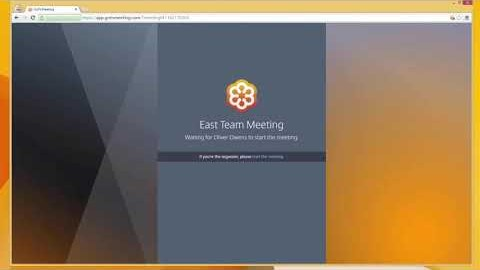 GoToMeeting
East Team Meeting
Waiting for Oliver Owens to start the meeting.
If you're the organizer, please start the meeting.